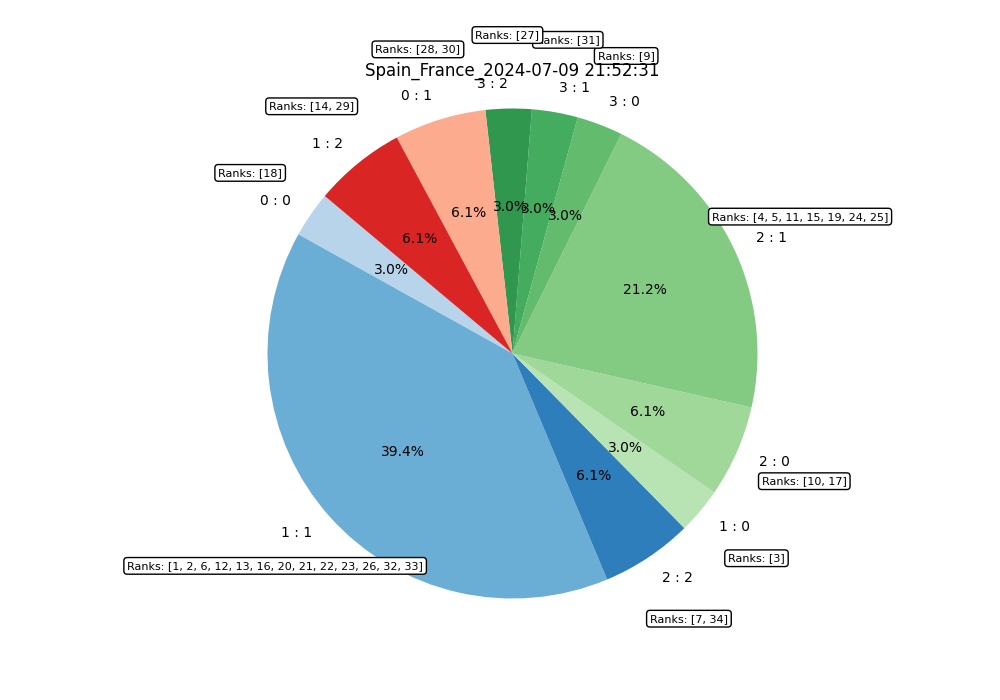 Ranks: [27]
Ranks: [31]
Ranks: [28, 30]
Ranks: [9]
Spain_France_2024-07-09 21:52:31
3 : 2
3 : 1
0 : 1
3 : 0
Ranks: [14, 29]
1 : 2
Ranks: [18]
0 : 0
3.0%
3.0%
6.1%
3.0%
Ranks: [4, 5, 11, 15, 19, 24, 25]
2 : 1
6.1%
3.0%
21.2%
6.1%
3.0%
39.4%
2 : 0
6.1%
Ranks: [10, 17]
1 : 0
1 : 1
Ranks: [3]
Ranks: [1, 2, 6, 12, 13, 16, 20, 21, 22, 23, 26, 32, 33]
2 : 2
Ranks: [7, 34]